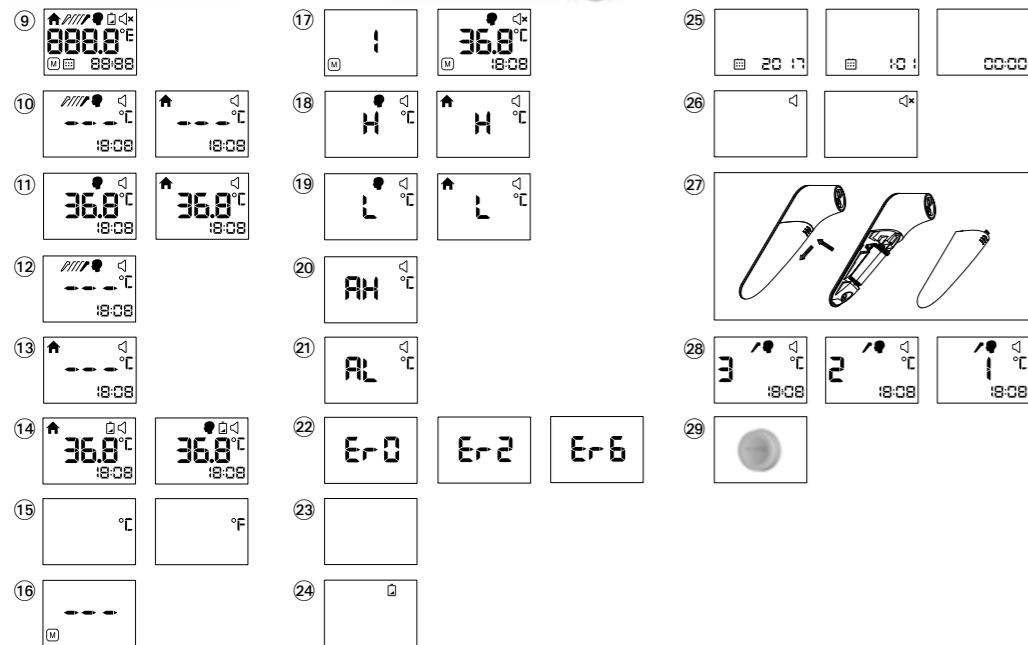 9
888.8°F
M 88:88
10
---°C
18:08
---°C
18:08
11
36.8°C
18:08
36.8°C
18:08
12
---°C
18:08
13
---°C
18:08
14
36.8°C
18:08
36.8°C
18:08
15
°C
°F
16
---
M
17
1
M
36.8°C
M 18:08
18
H °C
H °C
19
L °C
L °C
20
AH °C
21
AL °C
22
Er0
Er2
Er6
23
24
25
2017
1:01
00:00
26
27
28
3 °C
18:08
2 °C
18:08
1 °C
18:08
29